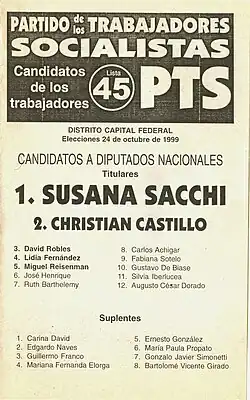 PARTIDO de los TRABAJADORES
SOCIALISTAS
Candidatos
de los
trabajadores
Lista
45
PTS
DISTRITO CAPITAL FEDERAL
Elecciones 24 de octubre de 1999
CANDIDATOS A DIPUTADOS NACIONALES
Titulares
1. SUSANA SACCHI
2. CHRISTIAN CASTILLO
3. David Robles
4. Lidia Fernández
5. Miguel Reisenman
6. José Henrique
7. Ruth Barthelemy
8. Carlos Achigar
9. Fabiana Sotelo
10. Gustavo De Biase
11. Silvia Iberlucea
12. Augusto César Dorado
Suplentes
1. Carina David
2. Edgardo Naves
3. Guillermo Franco
4. Mariana Fernanda Elorga
5. Ernesto González
6. María Paula Propato
7. Gonzalo Javier Simonetti
8. Bartolomé Vicente Girado